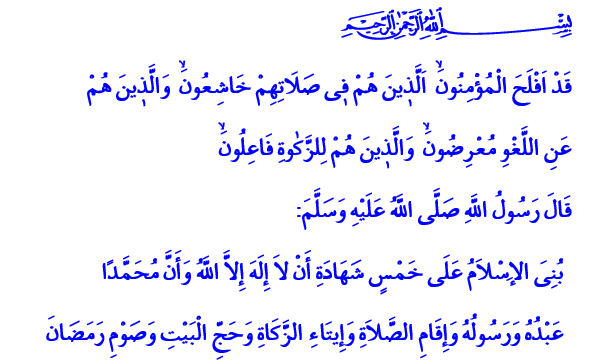 بِسْمِ اللهِ الرَّحْمٰنِ الرَّحِيمِ
قَدْ اَفْلَحَ الْمُؤْمِنُونَۙ اَلَّذ۪ينَ هُمْ ف۪ى صَلَاتِهِمْ خَاشِعُونَۙ وَالَّذ۪ينَ هُمْ
عَنِ اللَّغْوِ مُعْرِضُونَۙ وَالَّذ۪ينَ هُمْ لِلزَّكٰوةِ فَاعِلُونَۙ
قَالَ رَسُولُ اللَّهِ صَلَّى اللَّهُ عَلَيْهِ وَسَلَّمَ:
بُنِىَ الإِسْلاَمُ عَلَى خَمْسٍ شَهَادَةِ أَنْ لاَ إِلَهَ إِلاَّ اللَّهُ وَأَنَّ مُحَمَّدًا
عَبْدُهُ وَرَسُولُهُ وَإِقَامِ الصَّلاَةِ وَإِيتَاءِ الزَّكَاةِ وَحَجِّ الْبَيْتِ وَصَوْمِ رَمَضَانَ